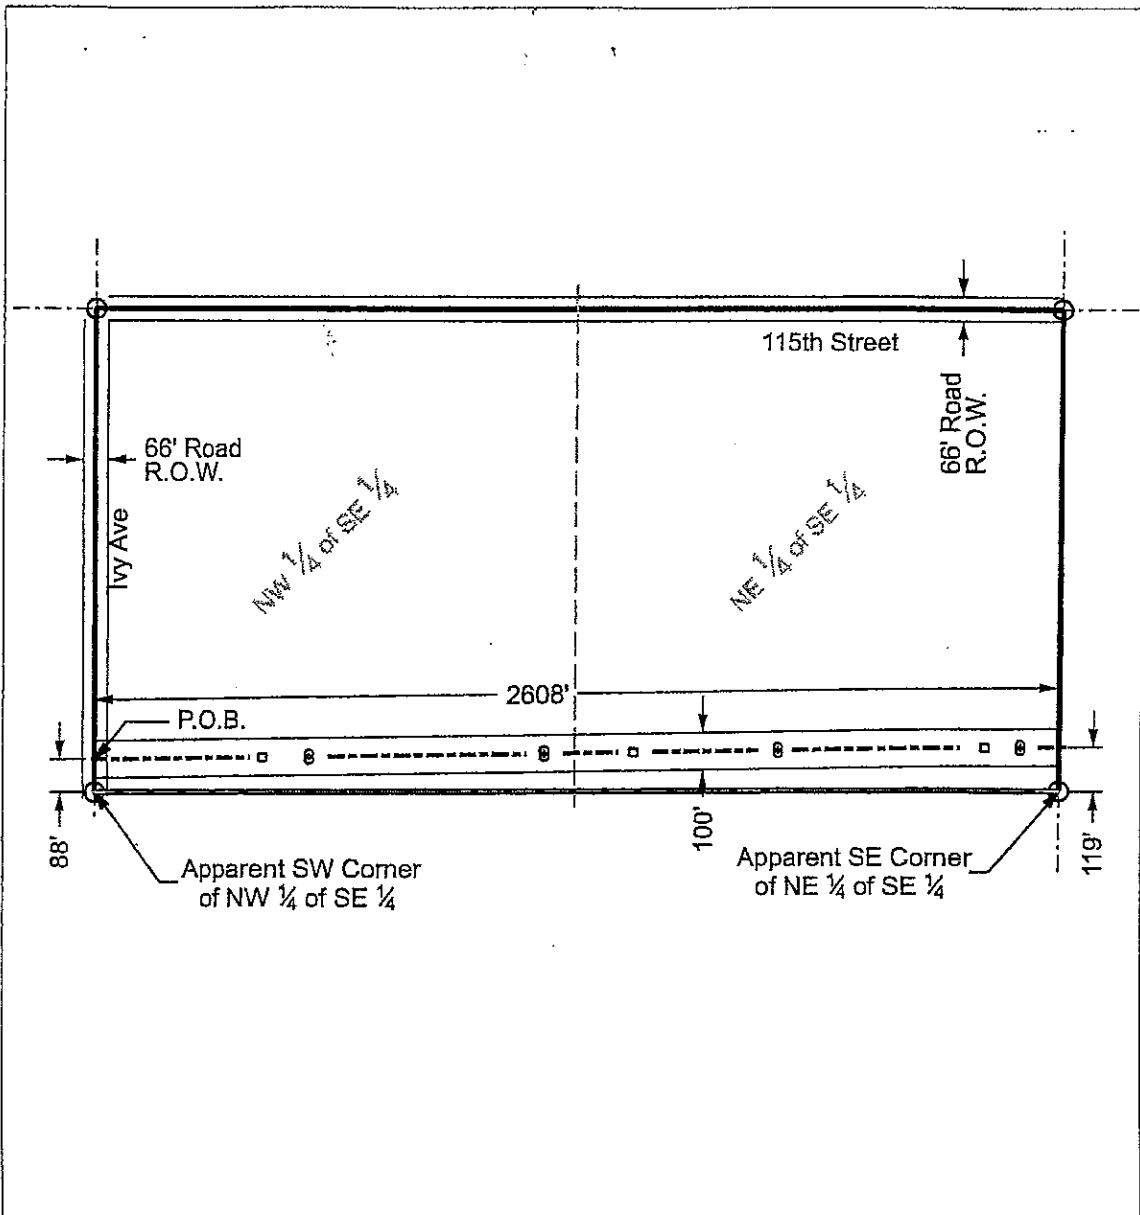 115th Street
66' Road
R.O.W.
66' Road
R.O.W.
Ivy Ave
NW 1/4 of SE 1/4
NE 1/4 of SE 1/4
2608'
P.O.B.
88'
100'
119'
Apparent SW Corner
of NW 1/4 of SE 1/4
Apparent SE Corner
of NE 1/4 of SE 1/4